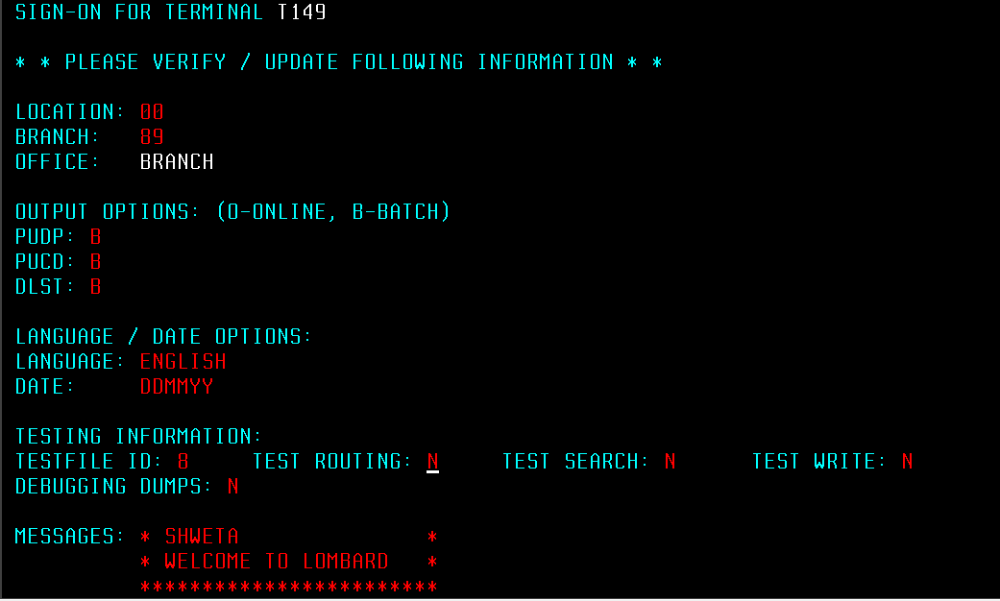 SIGN-ON FOR TERMINAL T149
* * PLEASE VERIFY / UPDATE FOLLOWING INFORMATION * *
LOCATION: 00
BRANCH: 89
OFFICE: BRANCH
OUTPUT OPTIONS: (O-ONLINE, B-BATCH)
PUDP: B
PUCD: B
DLST: B
LANGUAGE / DATE OPTIONS:
LANGUAGE: ENGLISH
DATE: DDMMYY
TESTING INFORMATION:
TESTFILE ID: 8 TEST ROUTING: N TEST SEARCH: N TEST WRITE: N
DEBUGGING DUMPS: N
MESSAGES: * SHWETA *
* WELCOME TO LOMBARD *
************************